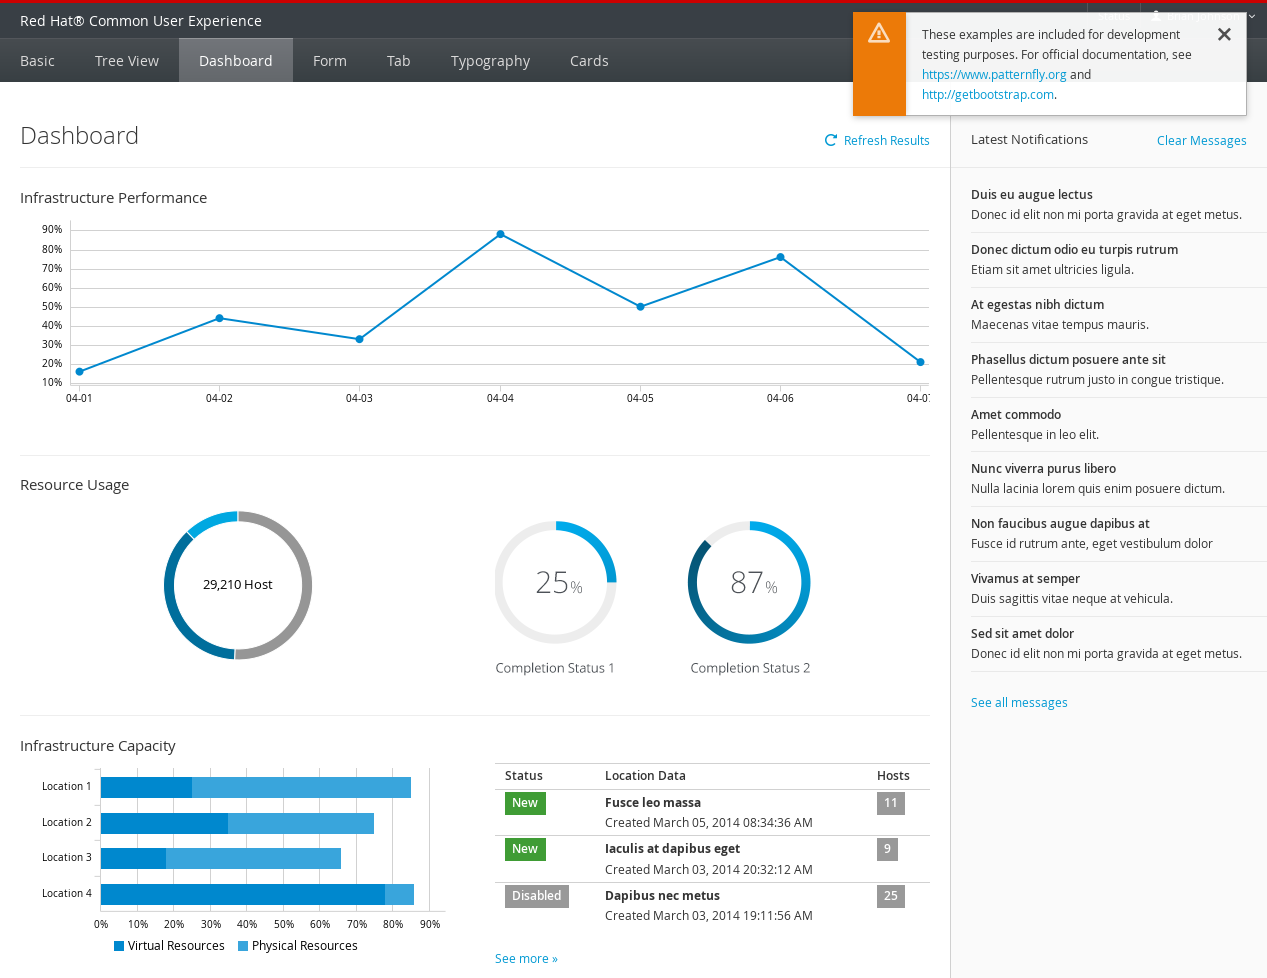 Red Hat® Common User Experience
Status
Brian Johnson
Basic
Tree View
Dashboard
Form
Tab
Typography
Cards
These examples are included for development
testing purposes. For official documentation, see
https://www.patternfly.org and
http://getbootstrap.com.
Dashboard
Refresh Results
Infrastructure Performance
90%
80%
70%
60%
50%
40%
30%
20%
10%
04-01
04-02
04-03
04-04
04-05
04-06
04-07
Resource Usage
29,210 Host
25%
Completion Status 1
87%
Completion Status 2
Infrastructure Capacity
Location 1
Location 2
Location 3
Location 4
0%
10%
20%
30%
40%
50%
60%
70%
80%
90%
Virtual Resources
Physical Resources
Status
Location Data
Hosts
New
Fusce leo massa
11
Created March 05, 2014 08:34:36 AM
New
Iaculis at dapibus eget
9
Created March 03, 2014 20:32:12 AM
Disabled
Dapibus nec metus
25
Created March 03, 2014 19:11:56 AM
See more »
Latest Notifications
Clear Messages
Duis eu augue lectus
Donec id elit non mi porta gravida at eget metus.
Donec dictum odio eu turpis rutrum
Etiam sit amet ultricies ligula.
At egestas nibh dictum
Maecenas vitae tempus mauris.
Phasellus dictum posuere ante sit
Pellentesque rutrum justo in congue tristique.
Amet commodo
Pellentesque in leo elit.
Nunc viverra purus libero
Nulla lacinia lorem quis enim posuere dictum.
Non faucibus augue dapibus at
Fusce id rutrum ante, eget vestibulum dolor
Vivamus at semper
Duis sagittis vitae neque at vehicula.
Sed sit amet dolor
Donec id elit non mi porta gravida at eget metus.
See all messages